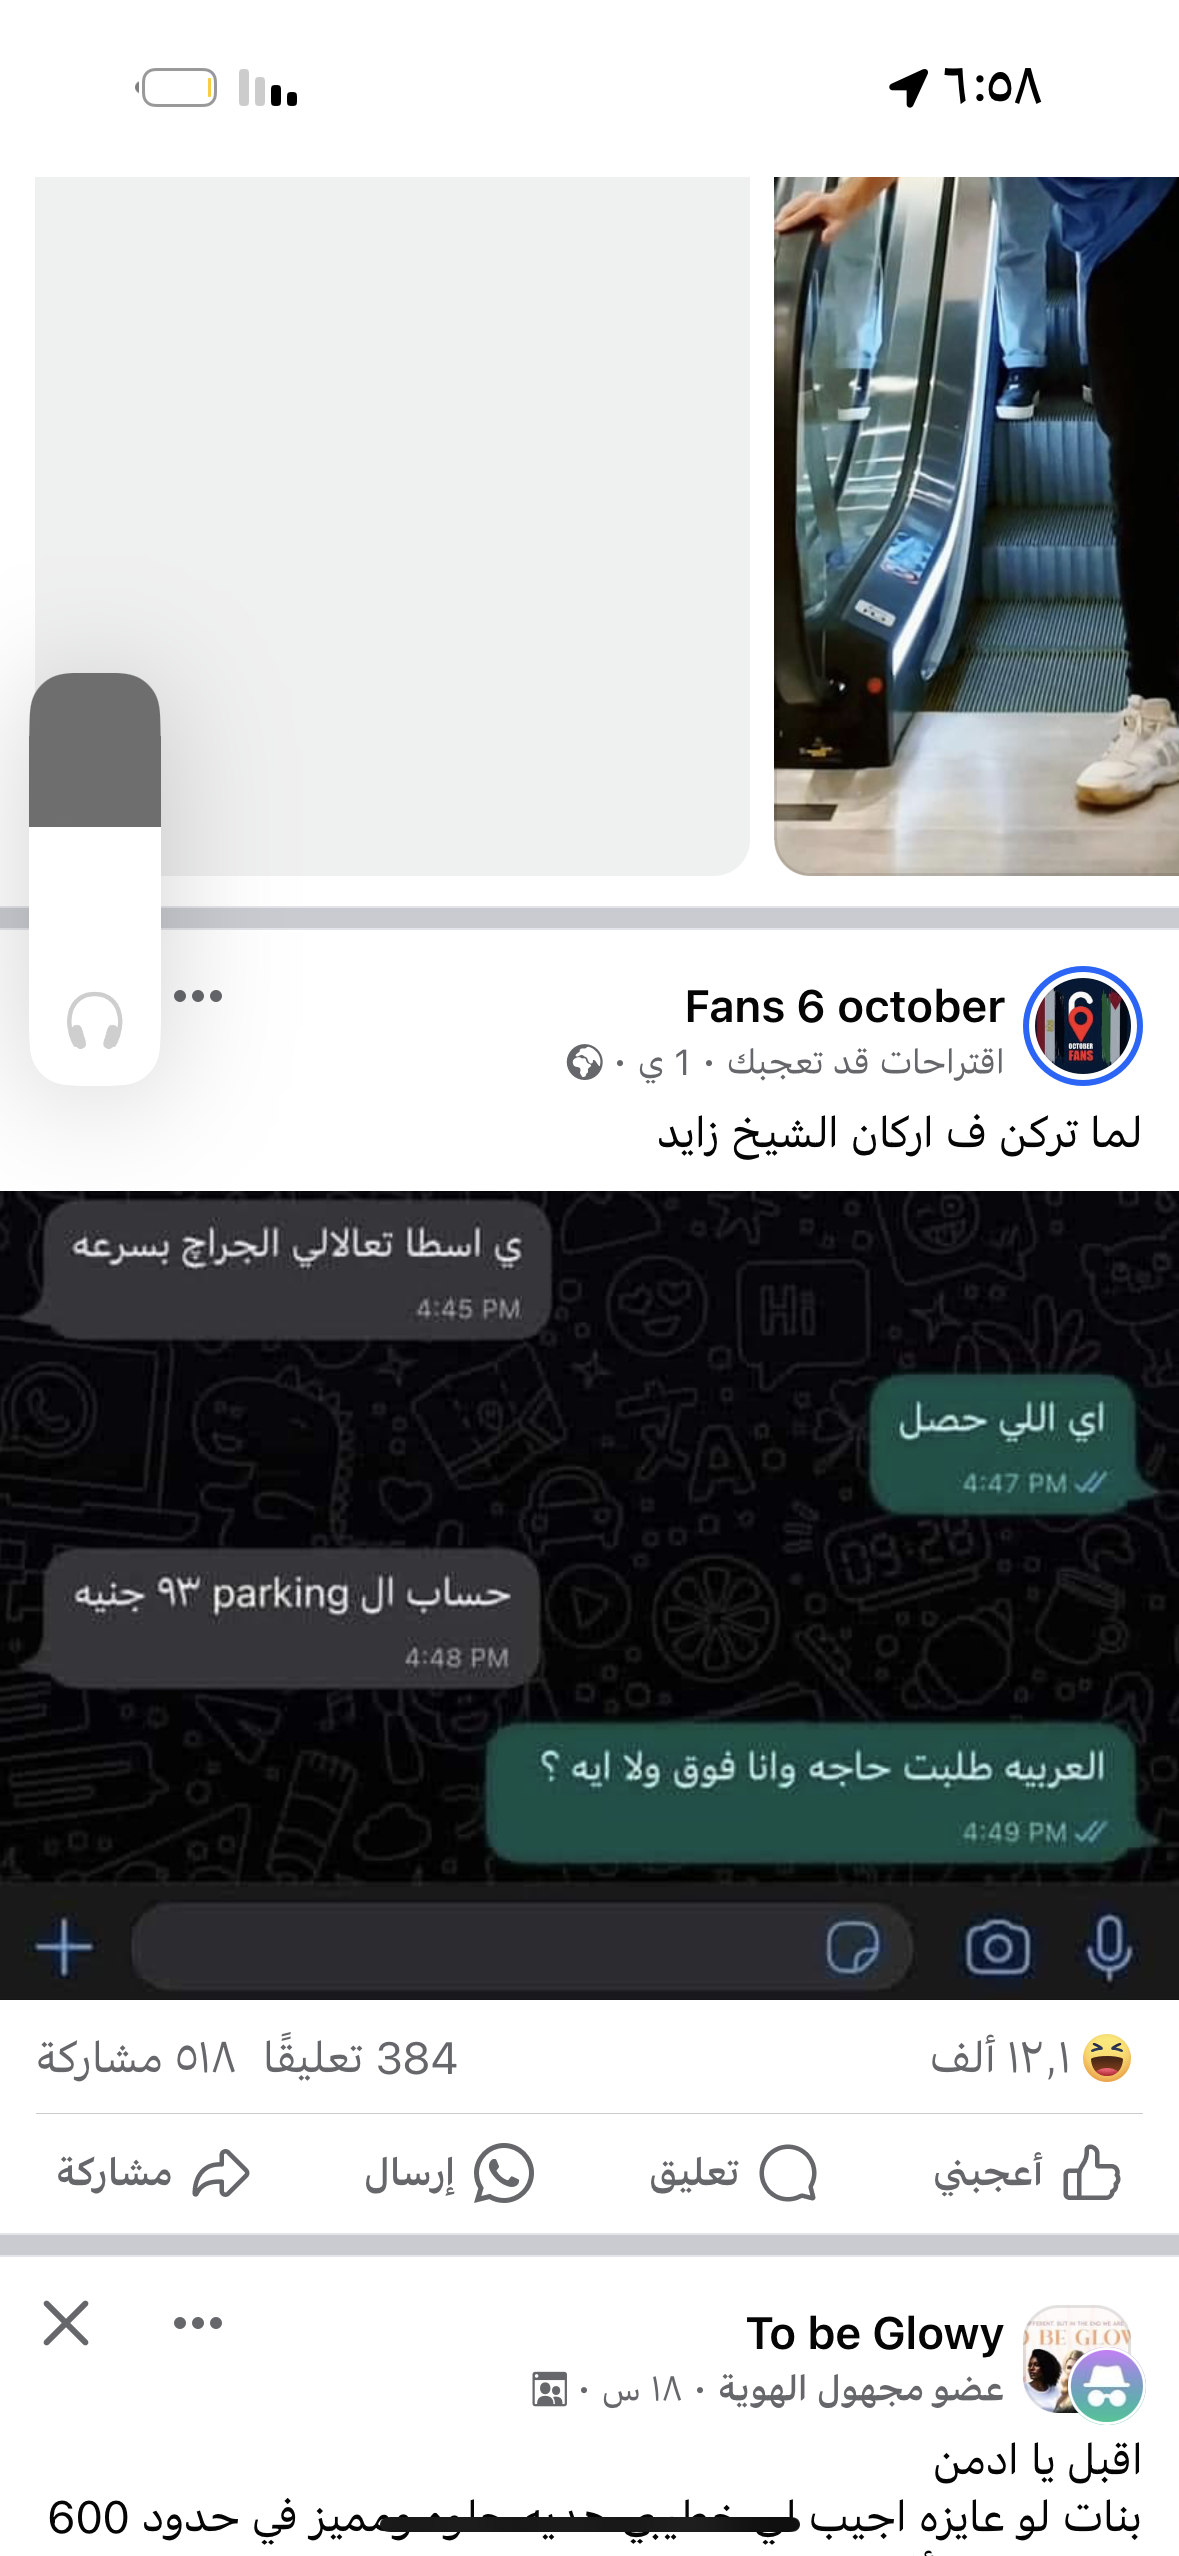 ٦:٥٨
Fans 6 october
اقتراحات قد تعجبك · 1 ي ·
لما تركن ف اركان الشيخ زايد
OCTOBER
FANS
ي اسطا تعالالي الجراچ بسرعه
4:45 PM
اي اللي حصل
4:47 PM
حساب ال parking ٩٣ جنيه
4:48 PM
العربيه طلبت حاجه وانا فوق ولا ايه ؟
4:49 PM
١٢,١ ألف
384 تعليقًا ٥١٨ مشاركة
أعجبني
تعليق
إرسال
مشاركة
To be Glowy
عضو مجهول الهوية · ١٨ س ·
اقبل يا ادمن
بنات لو عايزه اجيب لي خطيبي هديه حلوه ومميز في حدود 600